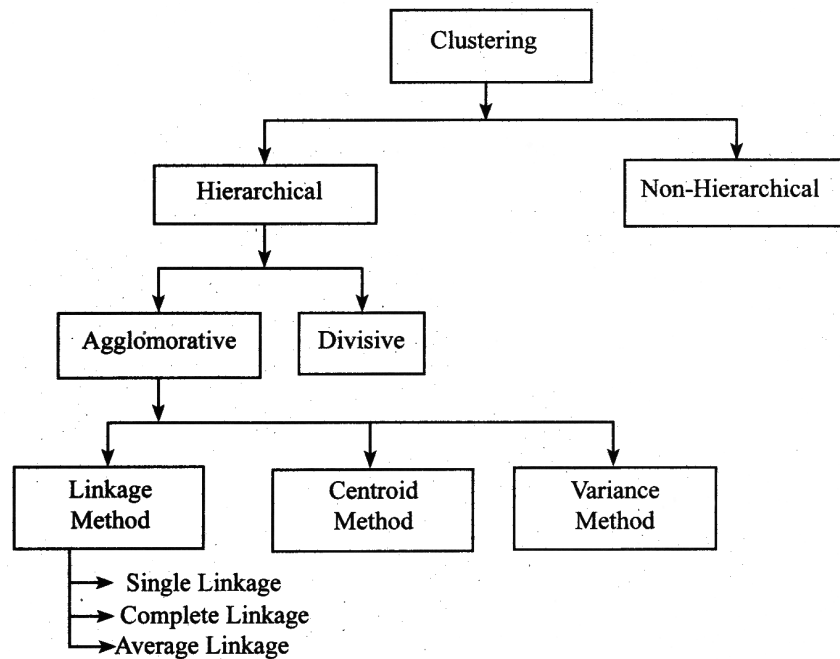 Clustering
Hierarchical
Non-Hierarchical
Agglomorative
Divisive
Linkage
Method
Centroid
Method
Variance
Method
Single Linkage
Complete Linkage
Average Linkage